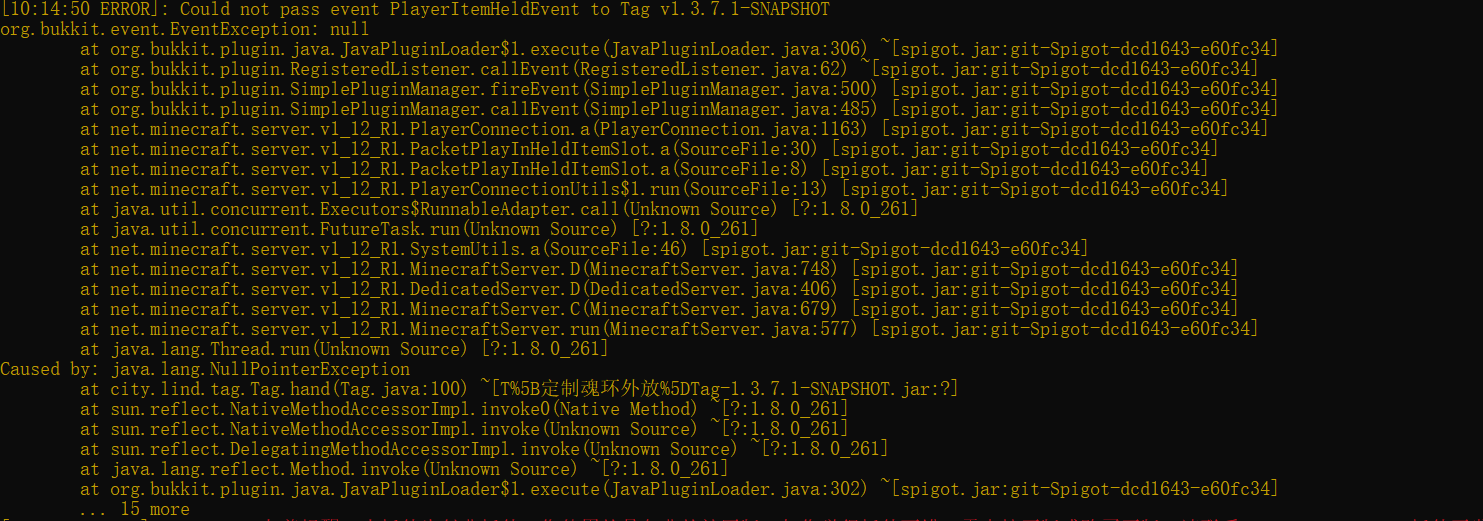 [10:14:50 ERROR]: Could not pass event PlayerItemHeldEvent to Tag v1.3.7.1-SNAPSHOT
org.bukkit.event.EventException: null
at org.bukkit.plugin.java.JavaPluginLoader$1.execute(JavaPluginLoader.java:306) ~[spigot.jar:git-Spigot-dcd1643-e60fc34]
at org.bukkit.plugin.RegisteredListener.callEvent(RegisteredListener.java:62) ~[spigot.jar:git-Spigot-dcd1643-e60fc34]
at org.bukkit.plugin.SimplePluginManager.fireEvent(SimplePluginManager.java:500) [spigot.jar:git-Spigot-dcd1643-e60fc34]
at org.bukkit.plugin.SimplePluginManager.callEvent(SimplePluginManager.java:485) [spigot.jar:git-Spigot-dcd1643-e60fc34]
at net.minecraft.server.v1_12_R1.PlayerConnection.a(PlayerConnection.java:1163) [spigot.jar:git-Spigot-dcd1643-e60fc34]
at net.minecraft.server.v1_12_R1.PacketPlayInHeldItemSlot.a(SourceFile:30) [spigot.jar:git-Spigot-dcd1643-e60fc34]
at net.minecraft.server.v1_12_R1.PacketPlayInHeldItemSlot.a(SourceFile:8) [spigot.jar:git-Spigot-dcd1643-e60fc34]
at net.minecraft.server.v1_12_R1.PlayerConnectionUtils$1.run(SourceFile:13) [spigot.jar:git-Spigot-dcd1643-e60fc34]
at java.util.concurrent.Executors$RunnableAdapter.call(Unknown Source) [?:1.8.0_261]
at java.util.concurrent.FutureTask.run(Unknown Source) [?:1.8.0_261]
at net.minecraft.server.v1_12_R1.SystemUtils.a(SourceFile:46) [spigot.jar:git-Spigot-dcd1643-e60fc34]
at net.minecraft.server.v1_12_R1.MinecraftServer.D(MinecraftServer.java:748) [spigot.jar:git-Spigot-dcd1643-e60fc34]
at net.minecraft.server.v1_12_R1.DedicatedServer.D(DedicatedServer.java:406) [spigot.jar:git-Spigot-dcd1643-e60fc34]
at net.minecraft.server.v1_12_R1.MinecraftServer.C(MinecraftServer.java:679) [spigot.jar:git-Spigot-dcd1643-e60fc34]
at net.minecraft.server.v1_12_R1.MinecraftServer.run(MinecraftServer.java:577) [spigot.jar:git-Spigot-dcd1643-e60fc34]
at java.lang.Thread.run(Unknown Source) [?:1.8.0_261]
Caused by: java.lang.NullPointerException
at city.lind.tag.Tag.hand(Tag.java:100) ~[T%5B定制魂环外放%5DTag-1.3.7.1-SNAPSHOT.jar:?]
at sun.reflect.NativeMethodAccessorImpl.invoke0(Native Method) ~[?:1.8.0_261]
at sun.reflect.NativeMethodAccessorImpl.invoke(Unknown Source) ~[?:1.8.0_261]
at sun.reflect.DelegatingMethodAccessorImpl.invoke(Unknown Source) ~[?:1.8.0_261]
at java.lang.reflect.Method.invoke(Unknown Source) ~[?:1.8.0_261]
at org.bukkit.plugin.java.JavaPluginLoader$1.execute(JavaPluginLoader.java:302) ~[spigot.jar:git-Spigot-dcd1643-e60fc34]
... 15 more